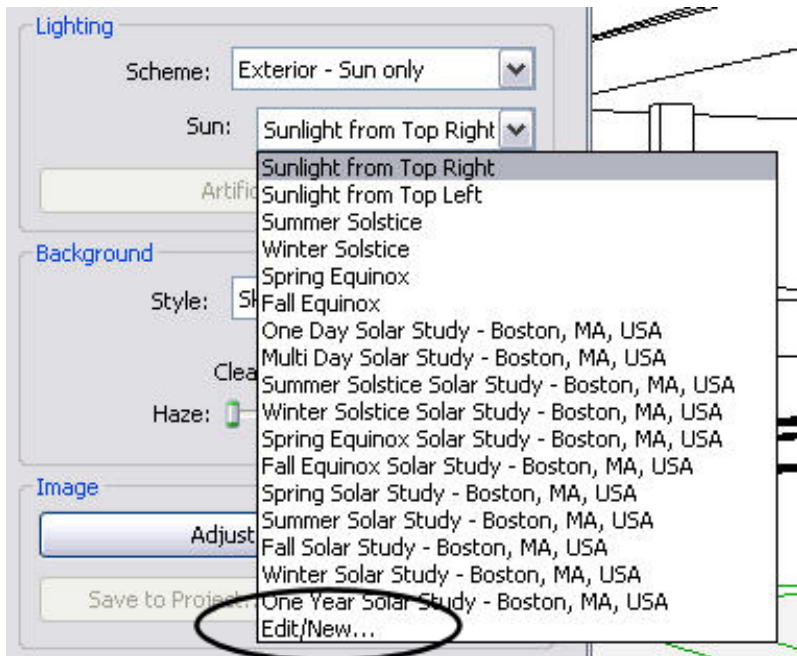 Lighting
Scheme: Exterior - Sun only
Sun: Sunlight from Top Right
Sunlight from Top Right
Sunlight from Top Left
Summer Solstice
Winter Solstice
Spring Equinox
Fall Equinox
One Day Solar Study - Boston, MA, USA
Multi Day Solar Study - Boston, MA, USA
Summer Solstice Solar Study - Boston, MA, USA
Winter Solstice Solar Study - Boston, MA, USA
Spring Equinox Solar Study - Boston, MA, USA
Fall Equinox Solar Study - Boston, MA, USA
Spring Solar Study - Boston, MA, USA
Summer Solar Study - Boston, MA, USA
Fall Solar Study - Boston, MA, USA
Winter Solar Study - Boston, MA, USA
One Year Solar Study - Boston, MA, USA
Edit/New...
Background
Style:
Haze:
Image
Adjust
Save to Project...